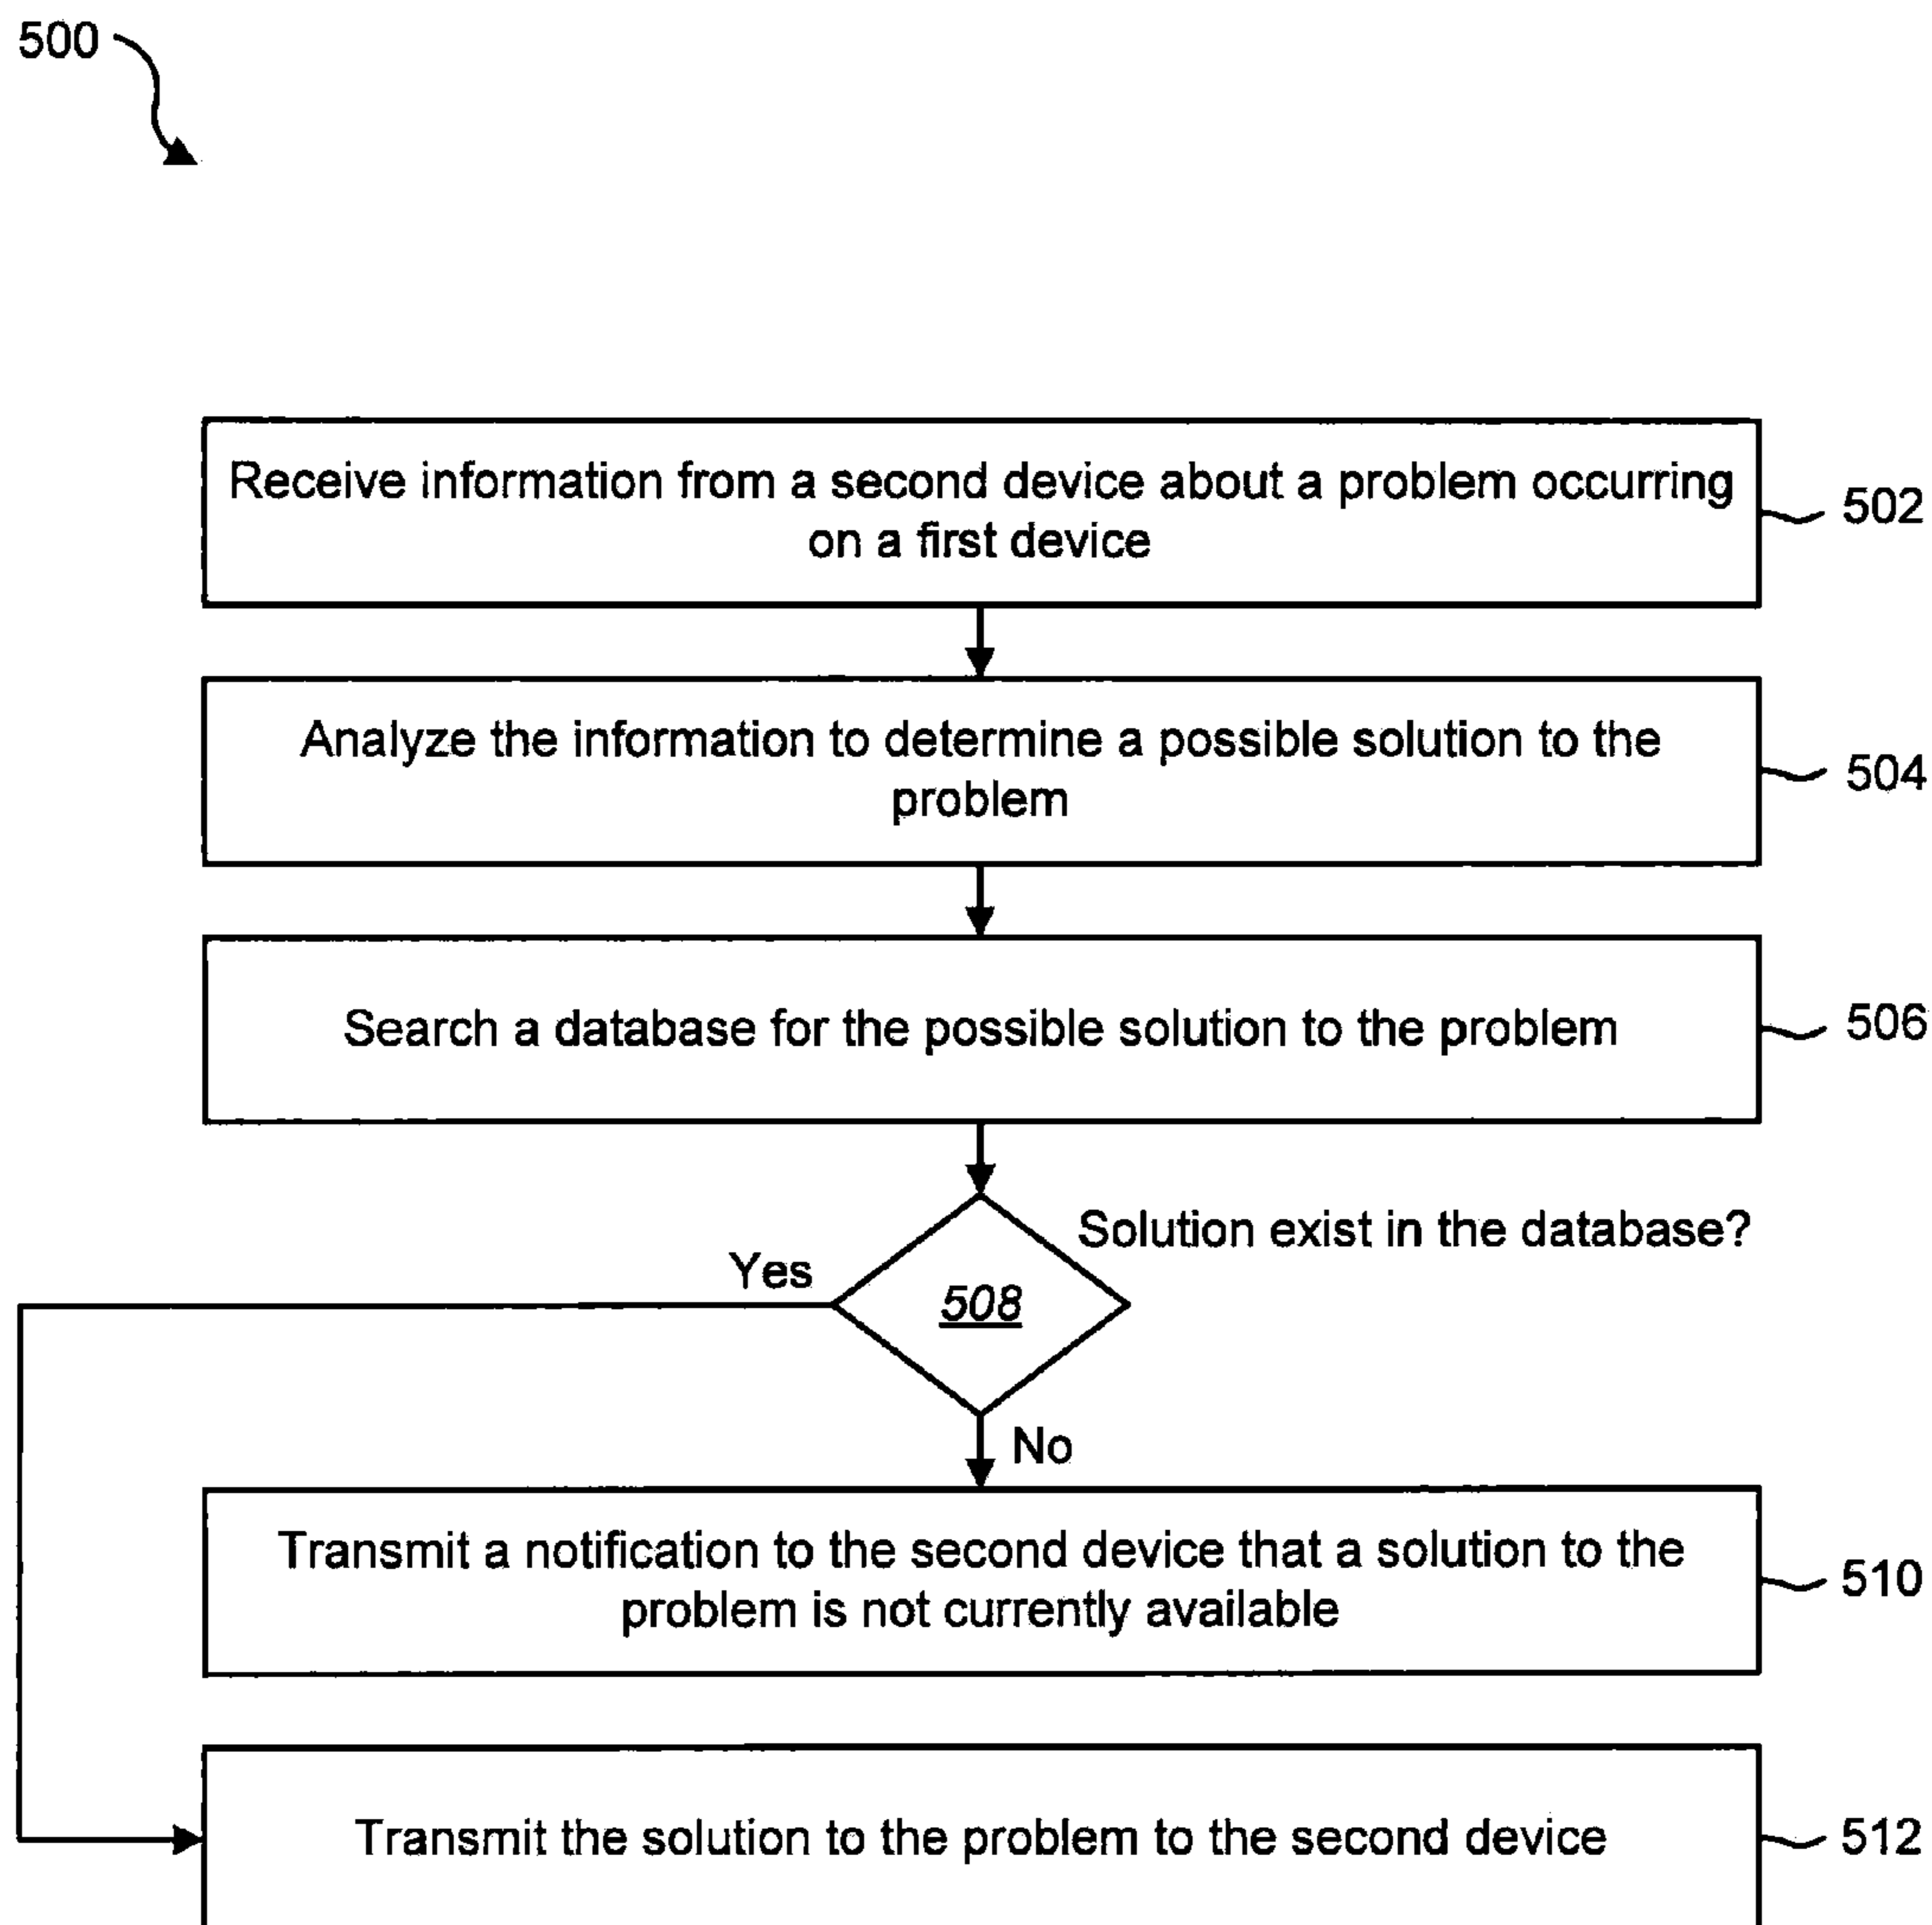 500
Receive information from a second device about a problem occurring
on a first device
502
Analyze the information to determine a possible solution to the
problem
504
Search a database for the possible solution to the problem
506
Solution exist in the database?
Yes
508
No
Transmit a notification to the second device that a solution to the
problem is not currently available
510
Transmit the solution to the problem to the second device
512